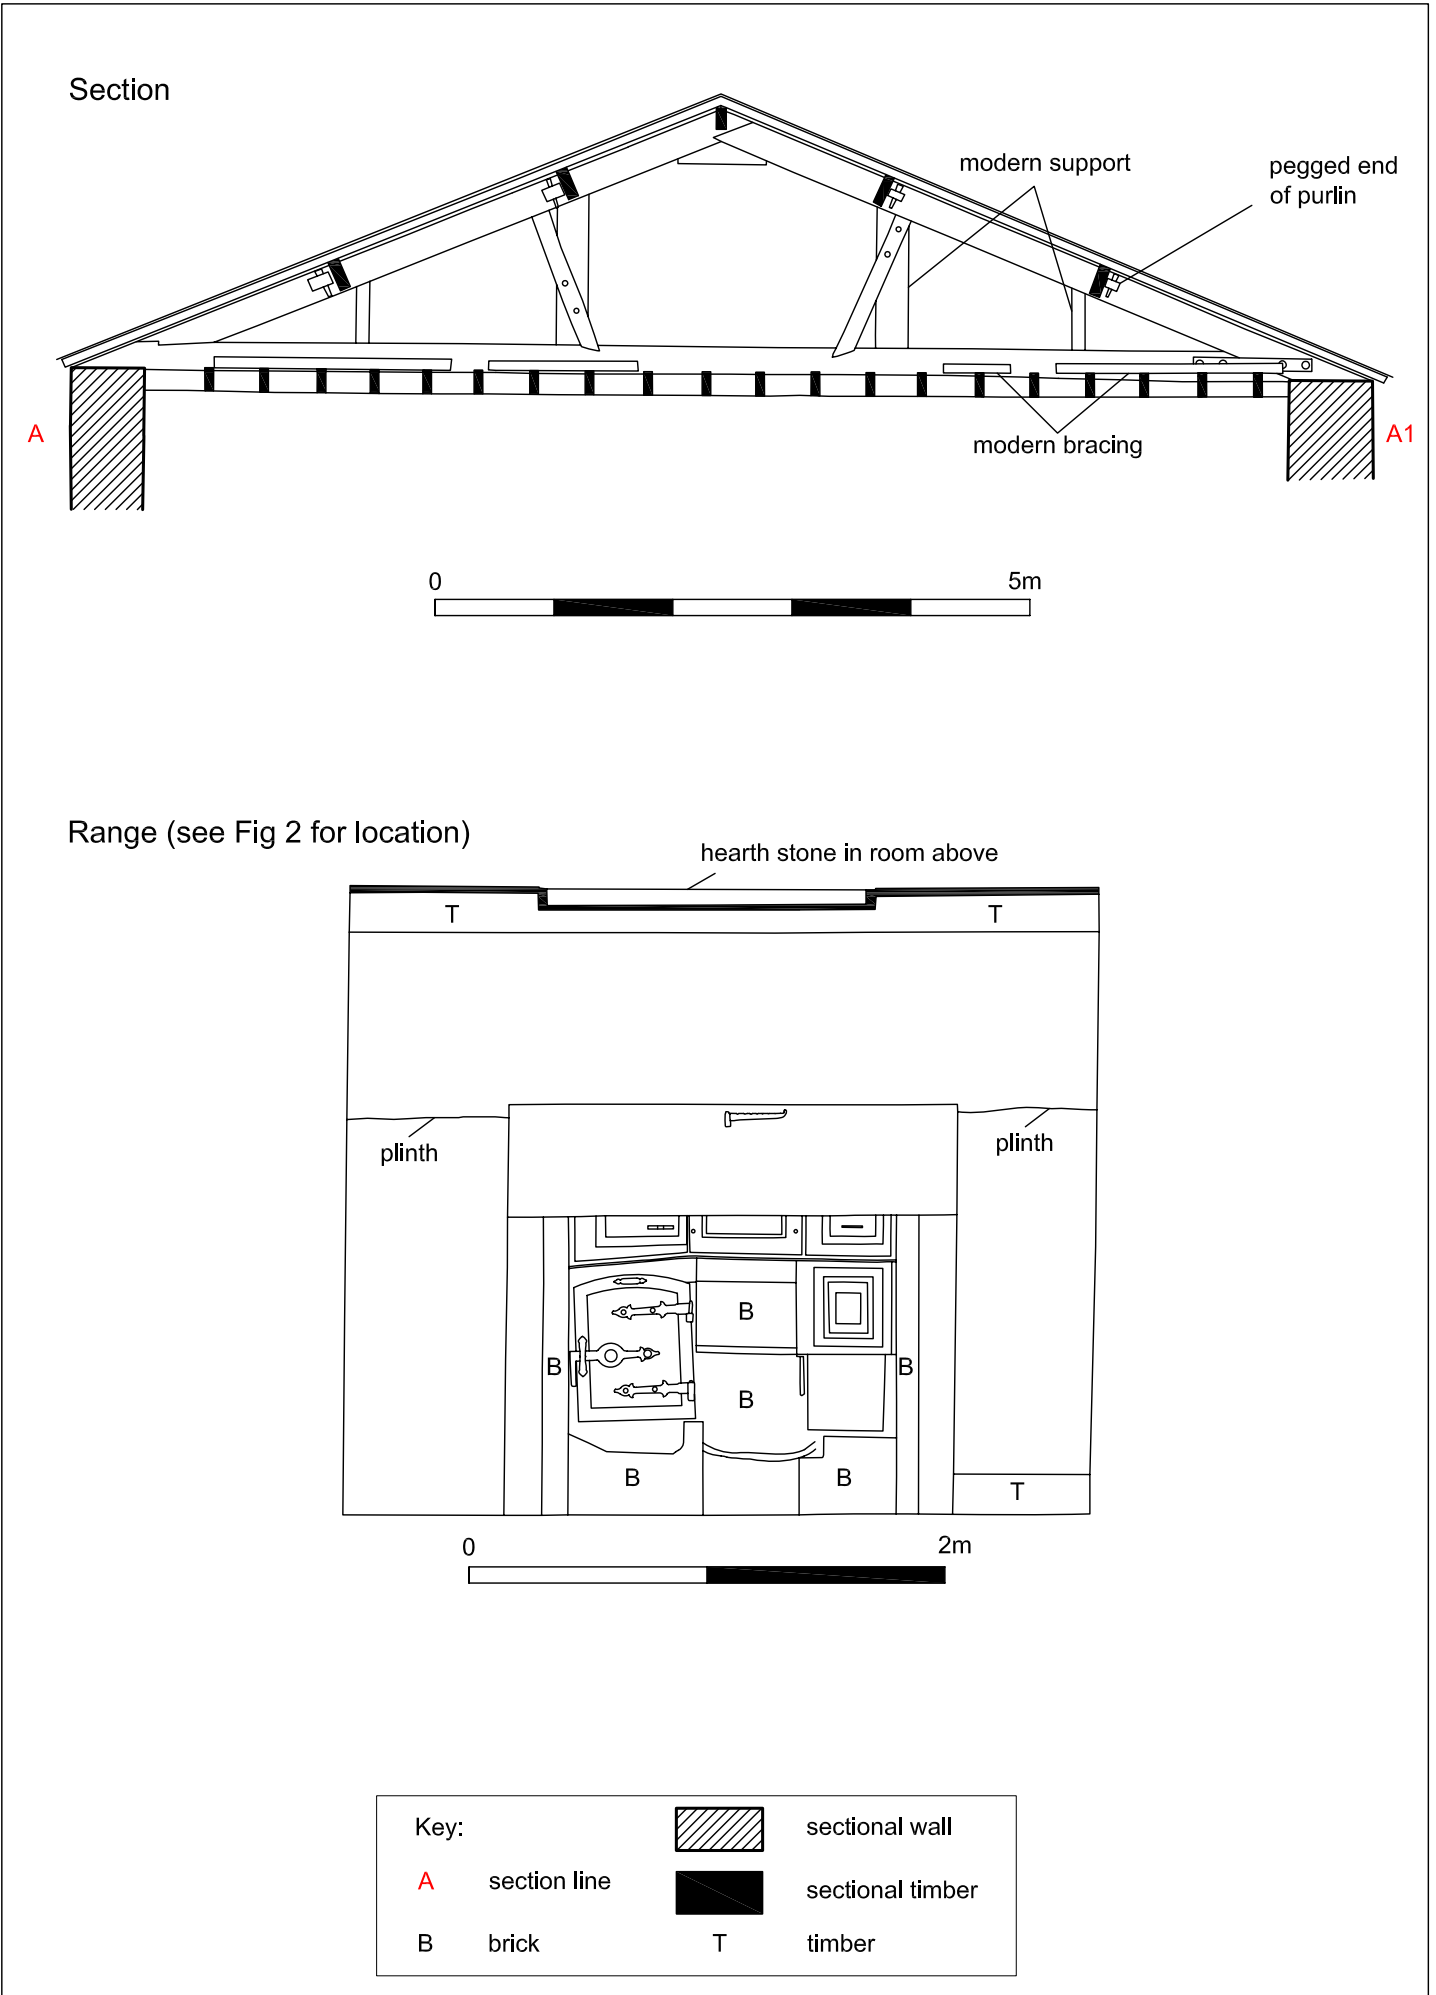 Section
modern support
pegged end
of purlin
A
A1
modern bracing
0
5m
Range (see Fig 2 for location)
hearth stone in room above
T
T
plinth
plinth
B
B
B
B
B
B
T
0
2m
Key:
sectional wall
A section line
sectional timber
B brick
T timber